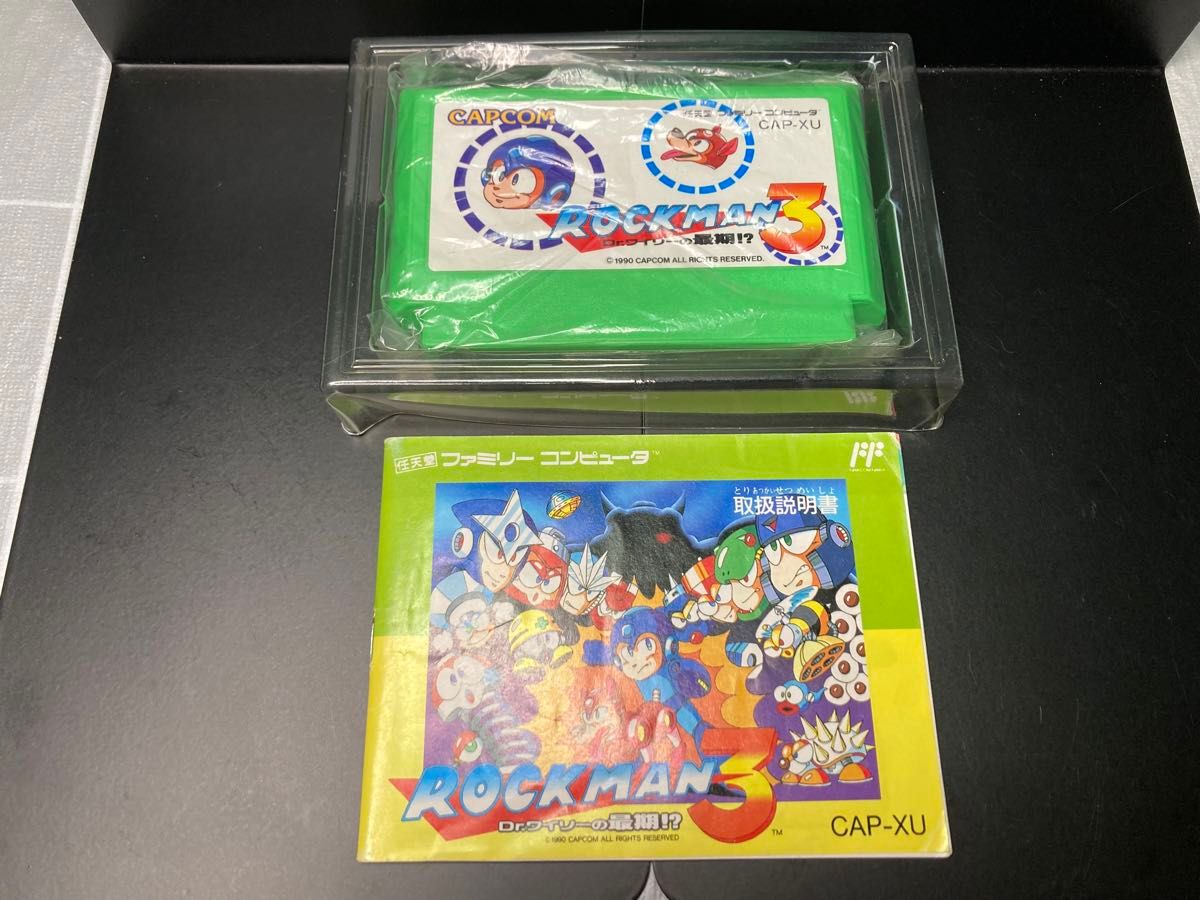 CAPCOM
任天堂 ファミリー コンピュータ
CAP-XU
ROCKMAN 3 ™
Dr.ワイリーの最期!?
© 1990 CAPCOM ALL RIGHTS RESERVED.
任天堂 ファミリー コンピュータ™
とりあつかいせつめいしょ
取扱説明書
ROCKMAN 3 ™
Dr.ワイリーの最期!?
© 1990 CAPCOM ALL RIGHTS RESERVED
CAP-XU